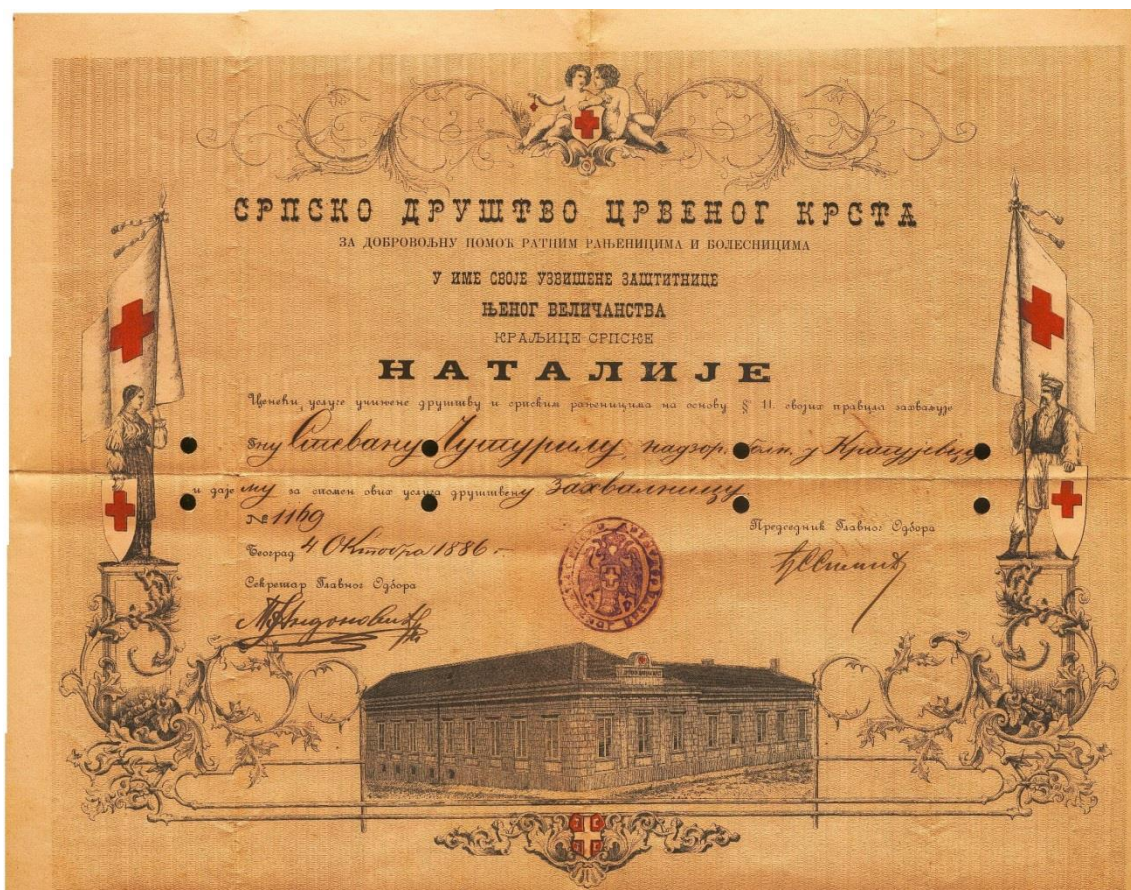 СРПСКО ДРУШТВО ЦРВЕНОГ КРСТА
ЗА ДОБРОВОЉНУ ПОМОЋ РАТНИМ РАЊЕНИЦИМА И БОЛЕСНИЦИМА
У ИМЕ СВОЈЕ УЗВИШЕНЕ ЗАШТИТНИЦЕ
ЊЕНОГ ВЕЛИЧАНСТВА
КРАЉИЦЕ СРПСКЕ
НАТАЛИЈЕ
Ценећи, услуге учињене друштву и српским рањеницима на основу § 11. својих правила захваљује
Гну Стевану Чутурилу надзор. болн. у Крагујевцу
и даје му за спомен ових услуга друштвену Захвалницу.
№ 1169
Председник Главног Одбора
Београд 4 Октобра 1886 г.
Секретар Главног Одбора